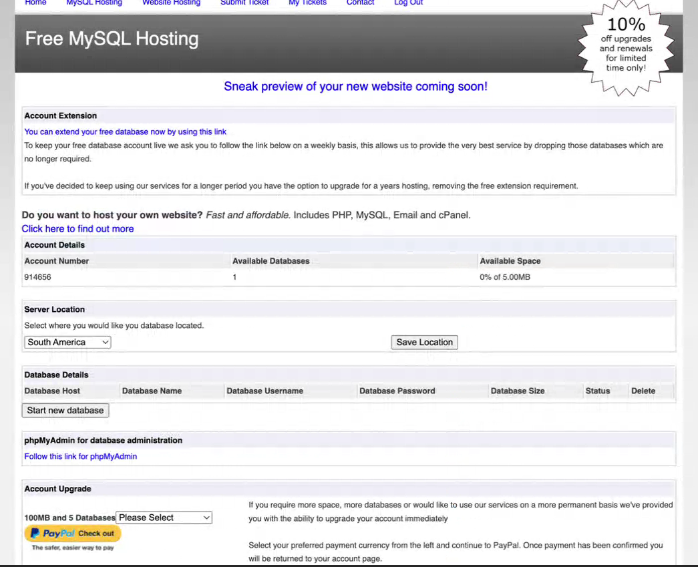 Home MySQL Hosting Website Hosting Submit Ticket My Tickets Contact Log Out
Free MySQL Hosting
10%
off upgrades
and renewals
for limited
time only!
Sneak preview of your new website coming soon!
Account Extension
You can extend your free database now by using this link
To keep your free database account live we ask you to follow the link below on a weekly basis, this allows us to provide the very best service by dropping those databases which are
no longer required.
If you've decided to keep using our services for a longer period you have the option to upgrade for a years hosting, removing the free extension requirement.
Do you want to host your own website? Fast and affordable. Includes PHP, MySQL, Email and cPanel.
Click here to find out more
Account Details
Account Number Available Databases Available Space
914656 1 0% of 5.00MB
Server Location
Select where you would like you database located.
South America Save Location
Database Details
Database Host Database Name Database Username Database Password Database Size Status Delete
Start new database
phpMyAdmin for database administration
Follow this link for phpMyAdmin
Account Upgrade
100MB and 5 Databases Please Select
PayPal Check out
The safer, easier way to pay
If you require more space, more databases or would like to use our services on a more permanent basis we've provided
you with the ability to upgrade your account immediately
Select your preferred payment currency from the left and continue to PayPal. Once payment has been confirmed you
will be returned to your account page.